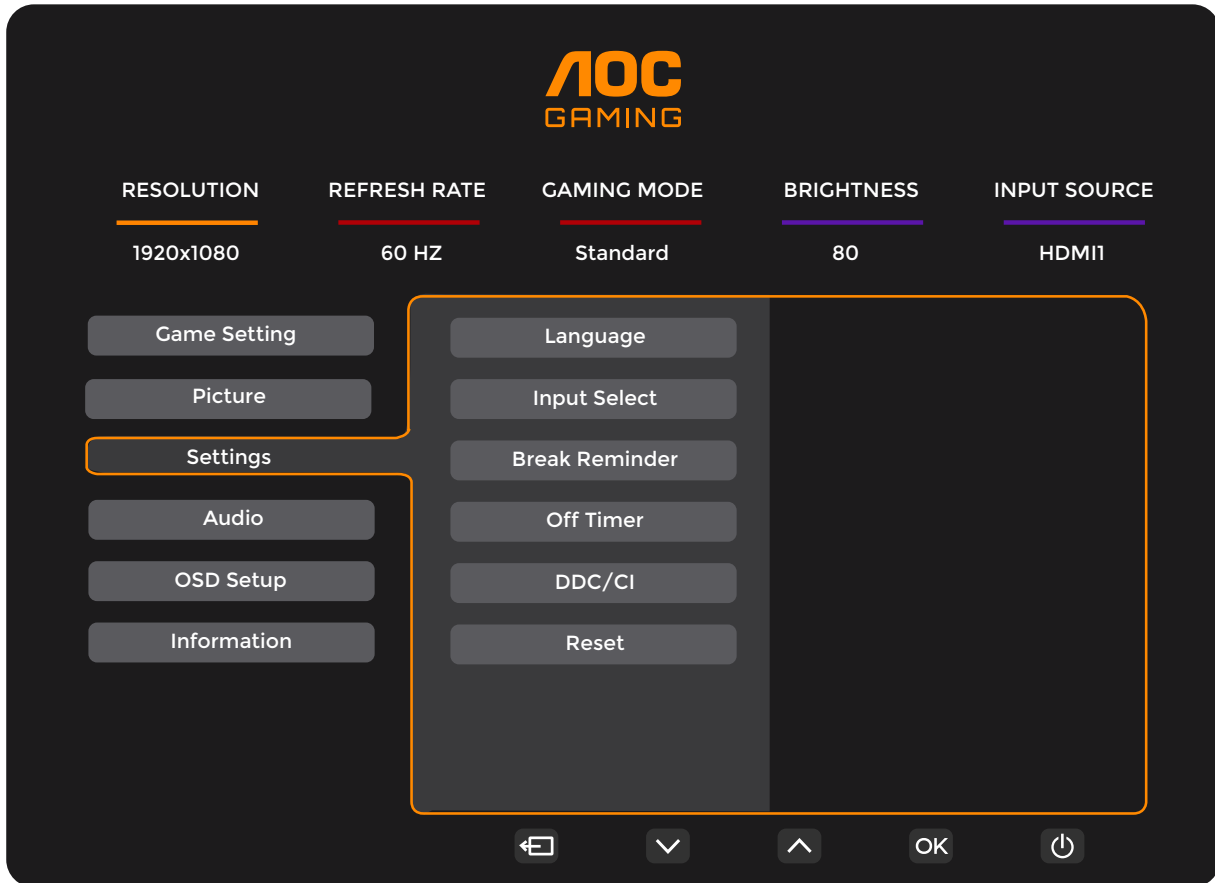 AOC
GAMING
RESOLUTION REFRESH RATE GAMING MODE BRIGHTNESS INPUT SOURCE
1920x1080 60 HZ Standard 80 HDMI1
Game Setting Language
Picture Input Select
Settings Break Reminder
Audio Off Timer
OSD Setup DDC/CI
Information Reset
OK